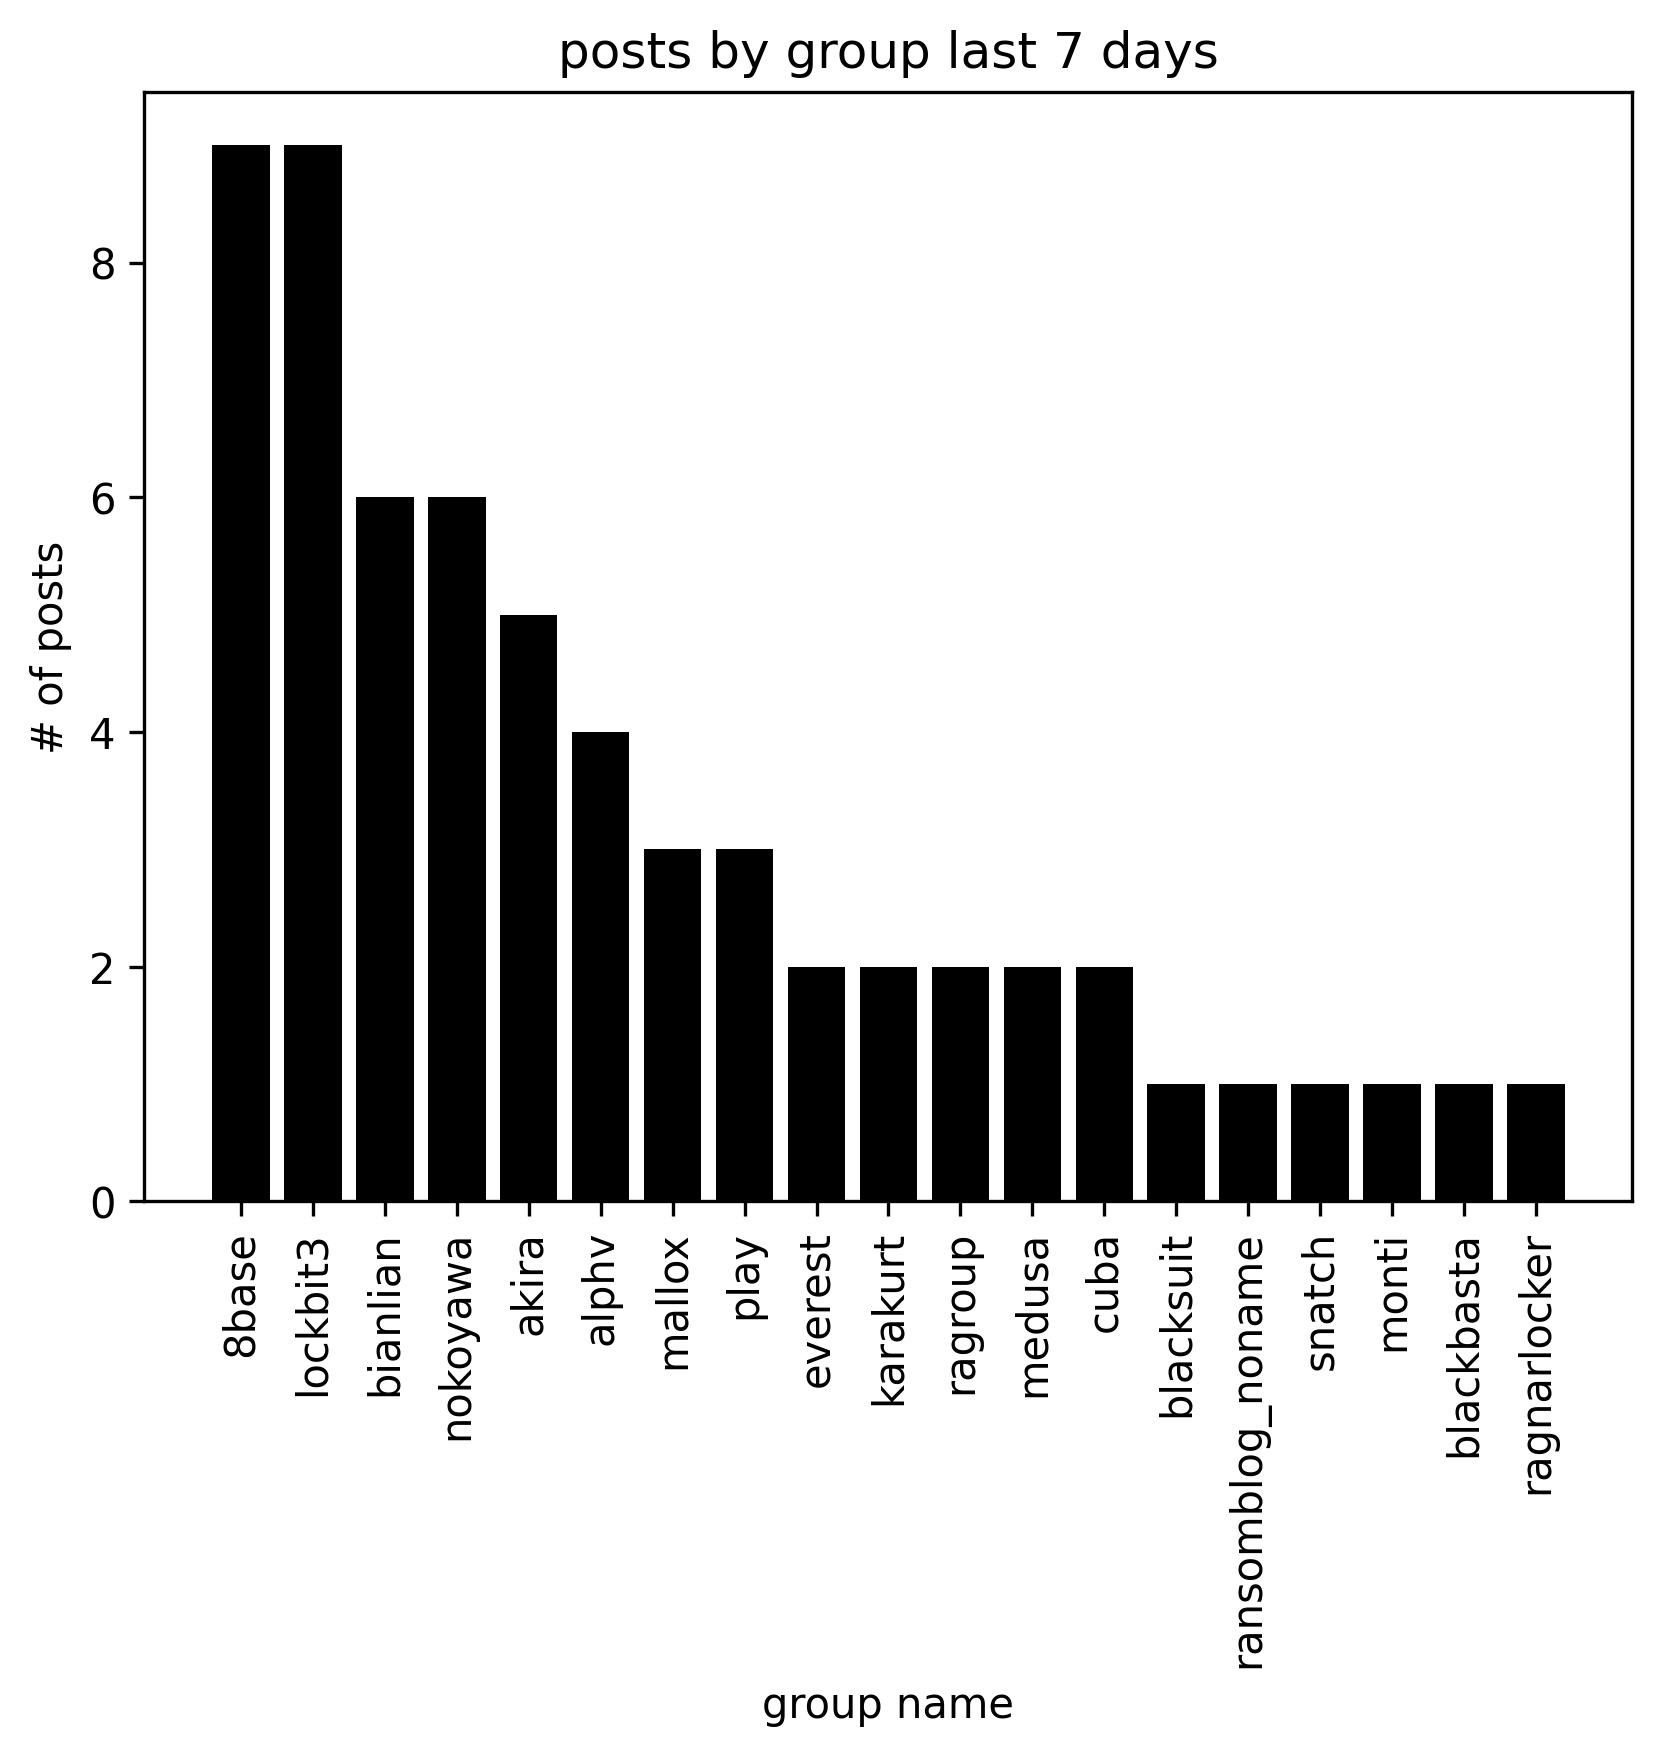 posts by group last 7 days
# of posts
8
6
4
2
0
8base
lockbit3
bianlian
nokoyawa
akira
alphv
mallox
play
everest
karakurt
ragroup
medusa
cuba
blacksuit
ransomblog_noname
snatch
monti
blackbasta
ragnarlocker
group name